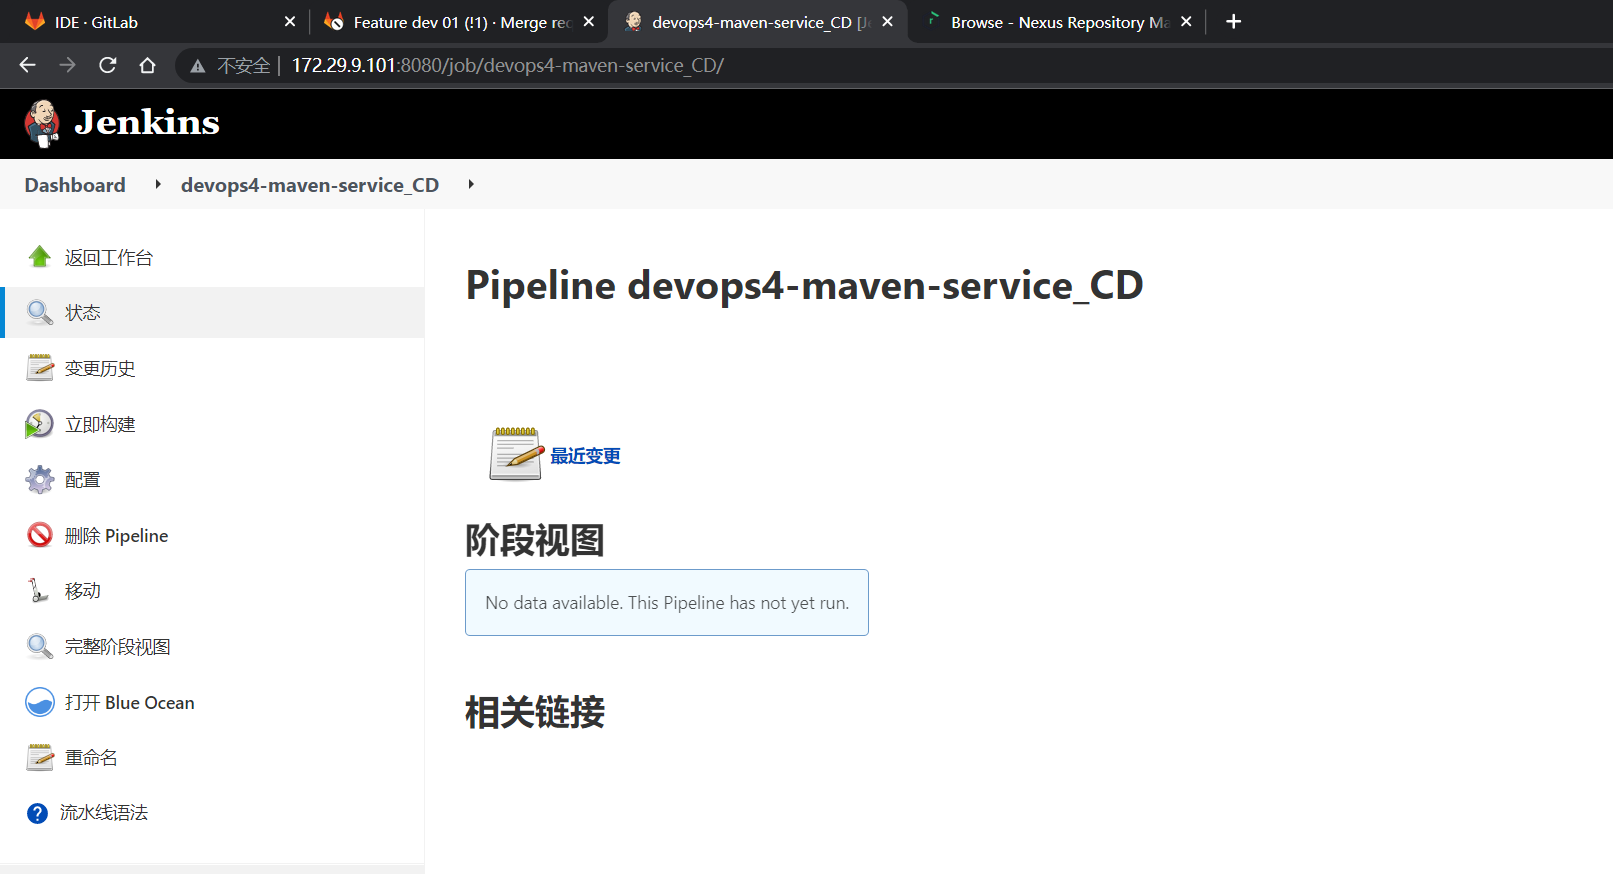 IDE · GitLab
Feature dev 01 (!1) · Merge rec
devops4-maven-service_CD [J
Browse - Nexus Repository Ma
不安全 172.29.9.101:8080/job/devops4-maven-service_CD/
Jenkins
Dashboard
devops4-maven-service_CD
返回工作台
状态
变更历史
立即构建
配置
删除 Pipeline
移动
完整阶段视图
打开 Blue Ocean
重命名
流水线语法
Pipeline devops4-maven-service_CD
最近变更
阶段视图
No data available. This Pipeline has not yet run.
相关链接